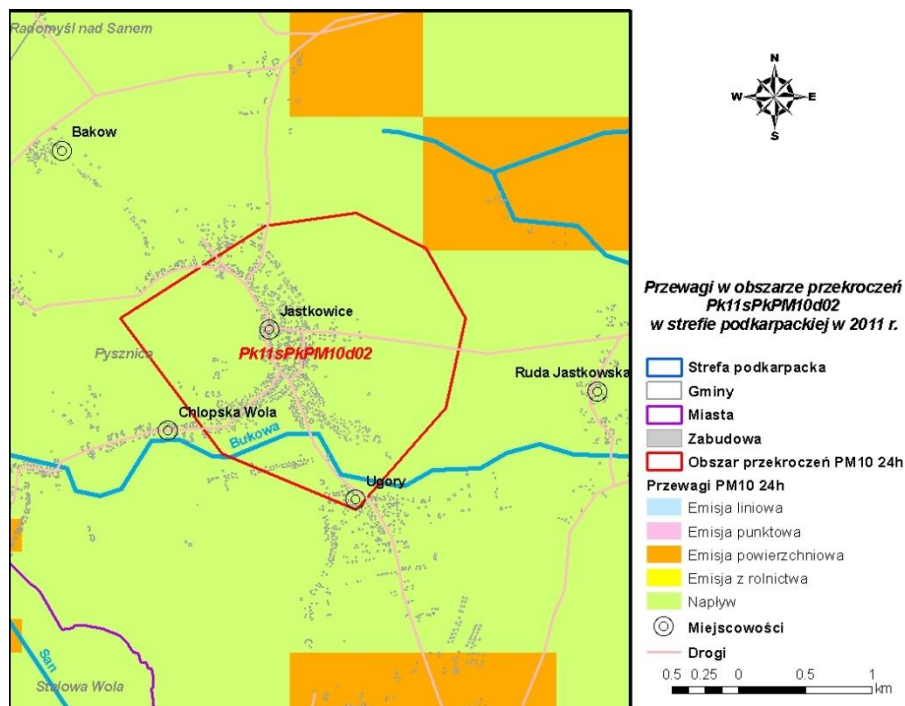 Radomyśl nad Sanem
Bakow
Jastkowice
Pk11sPkPM10d02
Pysznica
Ruda Jastkowska
Chlopska Wola
Bukowa
Ugory
San
Stalowa Wola
N
W E
S
Przewagi w obszarze przekroczeń
Pk11sPkPM10d02
w strefie podkarpackiej w 2011 r.
Strefa podkarpacka
Gminy
Miasta
Zabudowa
Obszar przekroczeń PM10 24h
Przewagi PM10 24h
Emisja liniowa
Emisja punktowa
Emisja powierzchniowa
Emisja z rolnictwa
Napływ
Miejscowości
Drogi
0.5 0.25 0 0.5 1
km